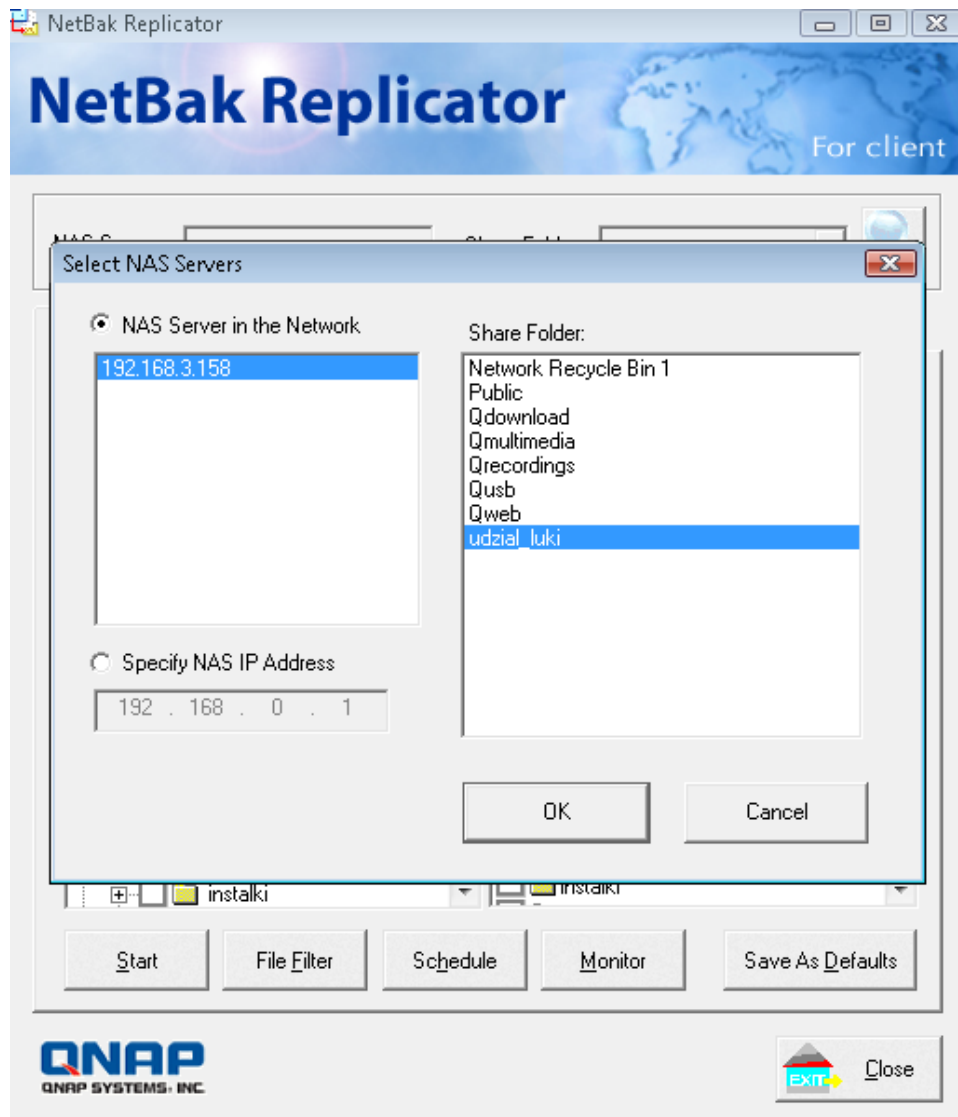 NetBak Replicator
NetBak Replicator
For client
Select NAS Servers
NAS Server in the Network
Share Folder:
192.168.3.158
Network Recycle Bin 1
Public
Qdownload
Qmultimedia
Qrecordings
Qusb
Qweb
udzial_luki
Specify NAS IP Address
192 . 168 . 0 . 1
OK
Cancel
instalki
instalki
Start
File Filter
Schedule
Monitor
Save As Defaults
QNAP
QNAP SYSTEMS, INC
EXIT
Close